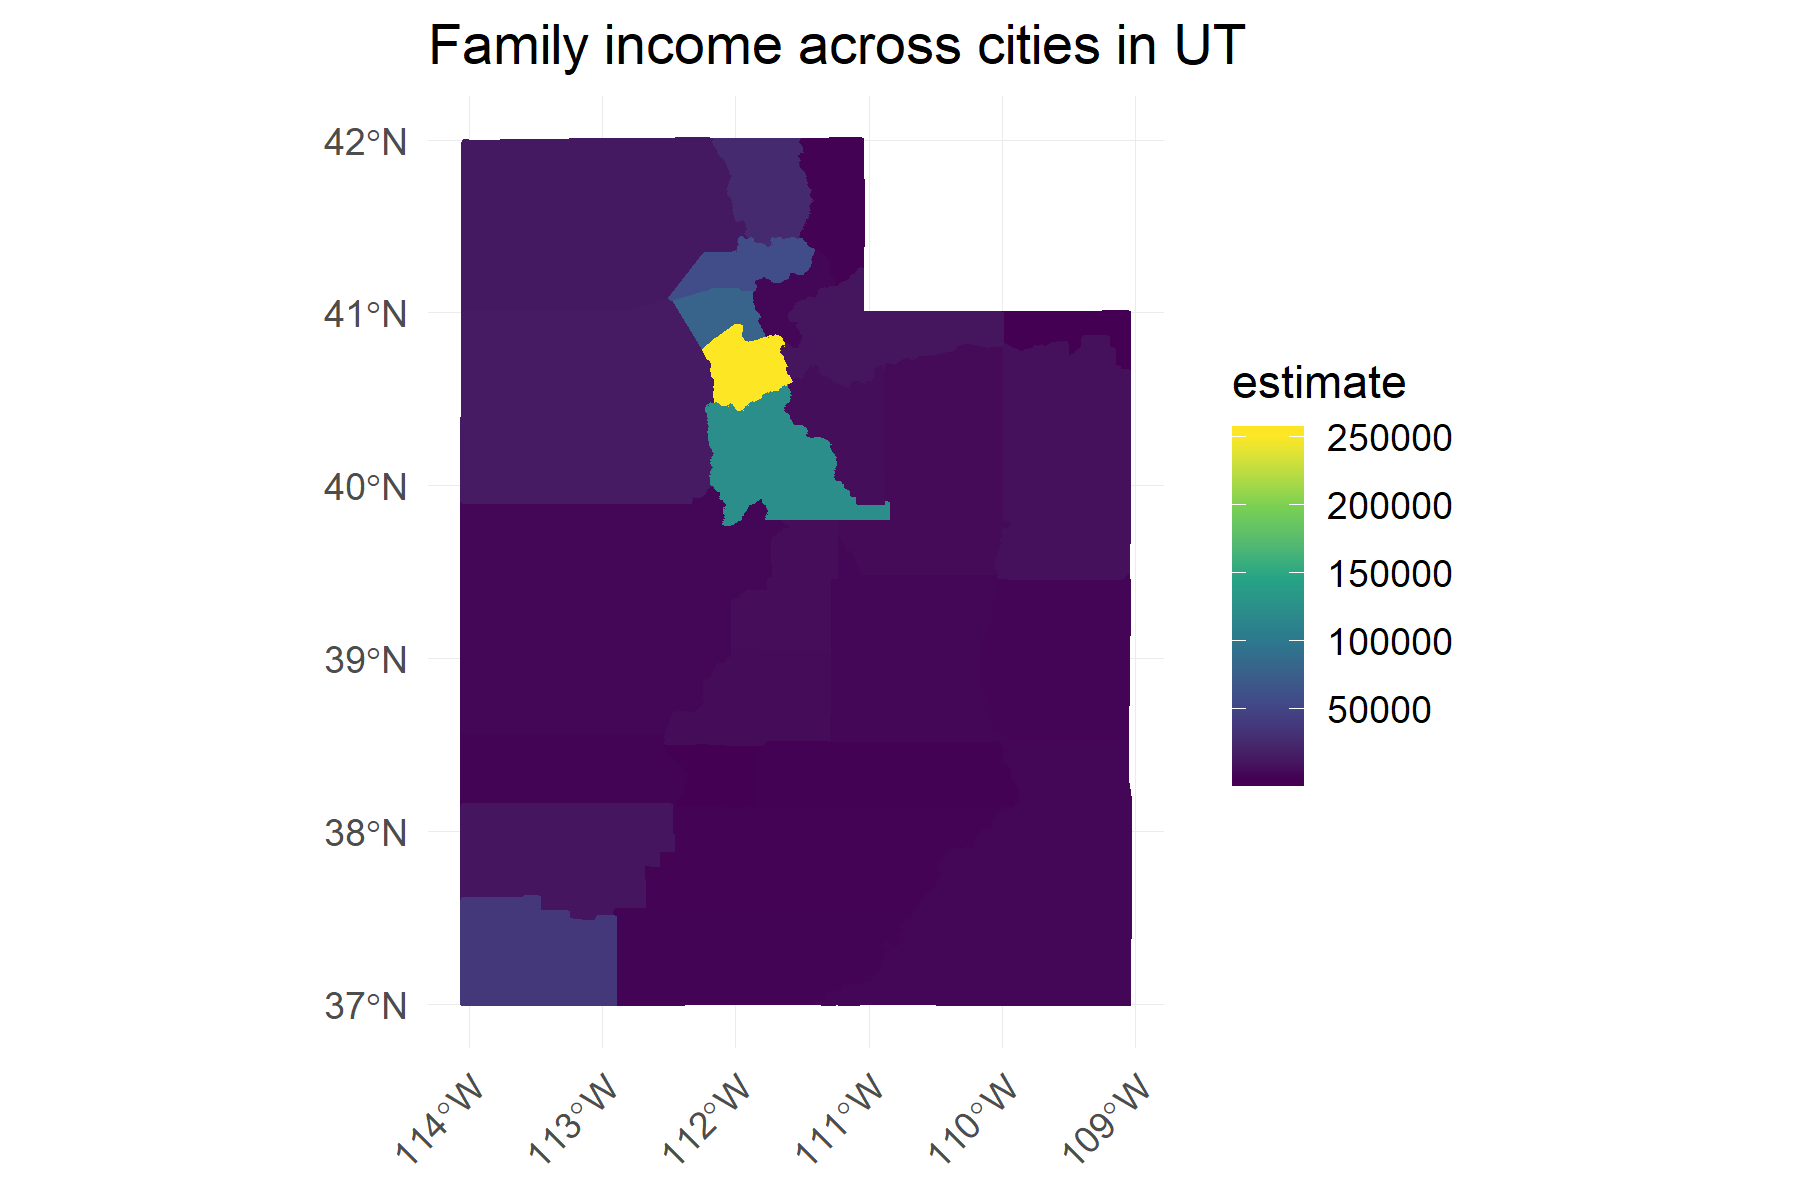 Family income across cities in UT
42°N
41°N
40°N
39°N
38°N
37°N
114°W
113°W
112°W
111°W
110°W
109°W
estimate
250000
200000
150000
100000
50000